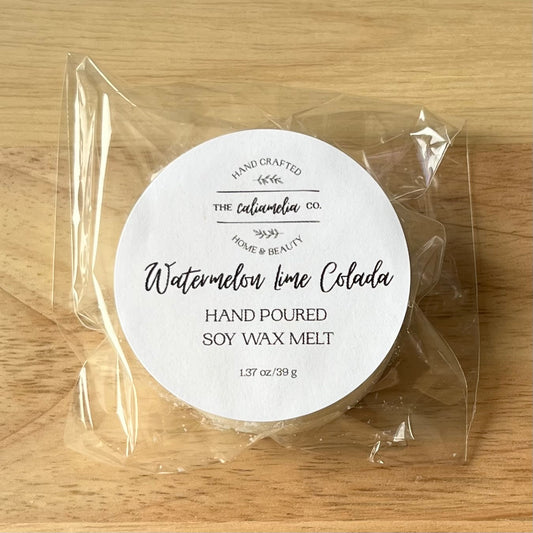 HAND CRAFTED
THE caliamelia CO.
HOME & BEAUTY
Watermelon Lime Colada
HAND POURED
SOY WAX MELT
1.37 oz/39 g